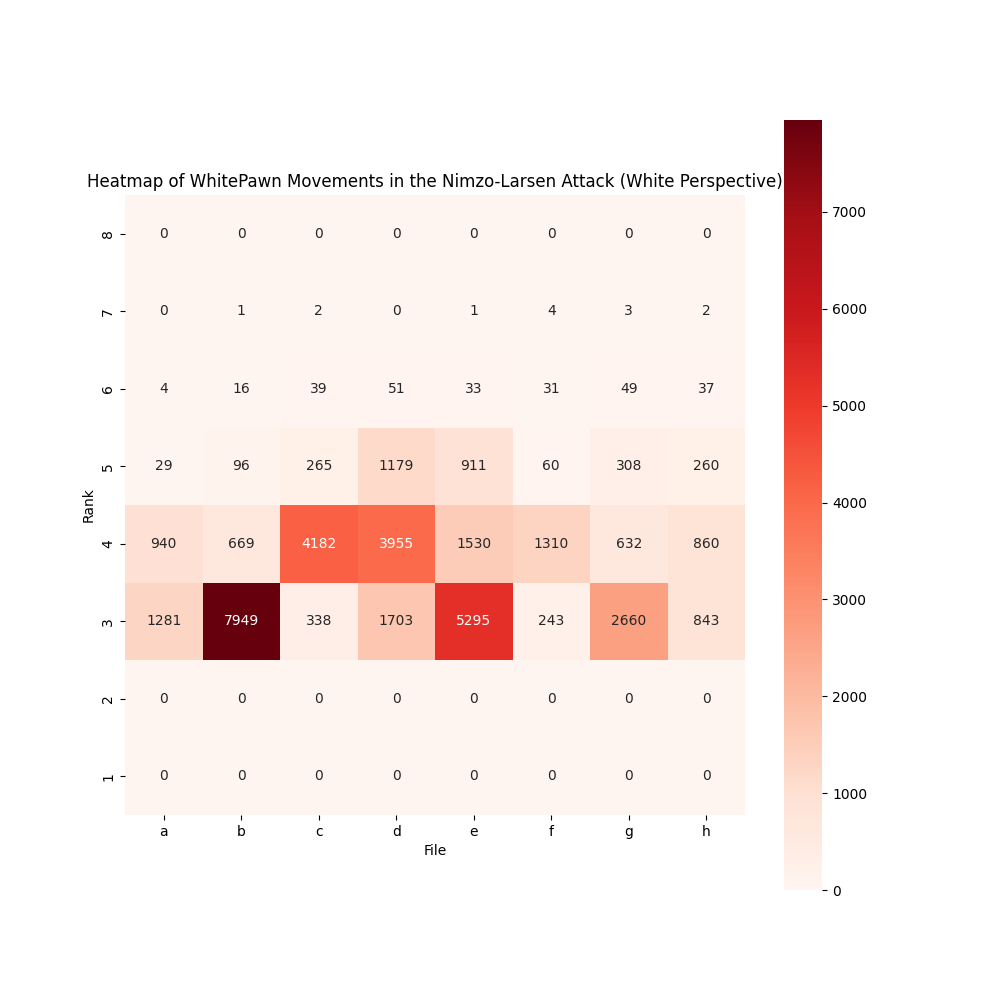 Heatmap of WhitePawn Movements in the Nimzo-Larsen Attack (White Perspective)
8 0 0 0 0 0 0 0 0
7 0 1 2 0 1 4 3 2
6 4 16 39 51 33 31 49 37
5 29 96 265 1179 911 60 308 260
4 940 669 4182 3955 1530 1310 632 860
3 1281 7949 338 1703 5295 243 2660 843
2 0 0 0 0 0 0 0 0
1 0 0 0 0 0 0 0 0
a b c d e f g h
File
Rank
7000
6000
5000
4000
3000
2000
1000
0